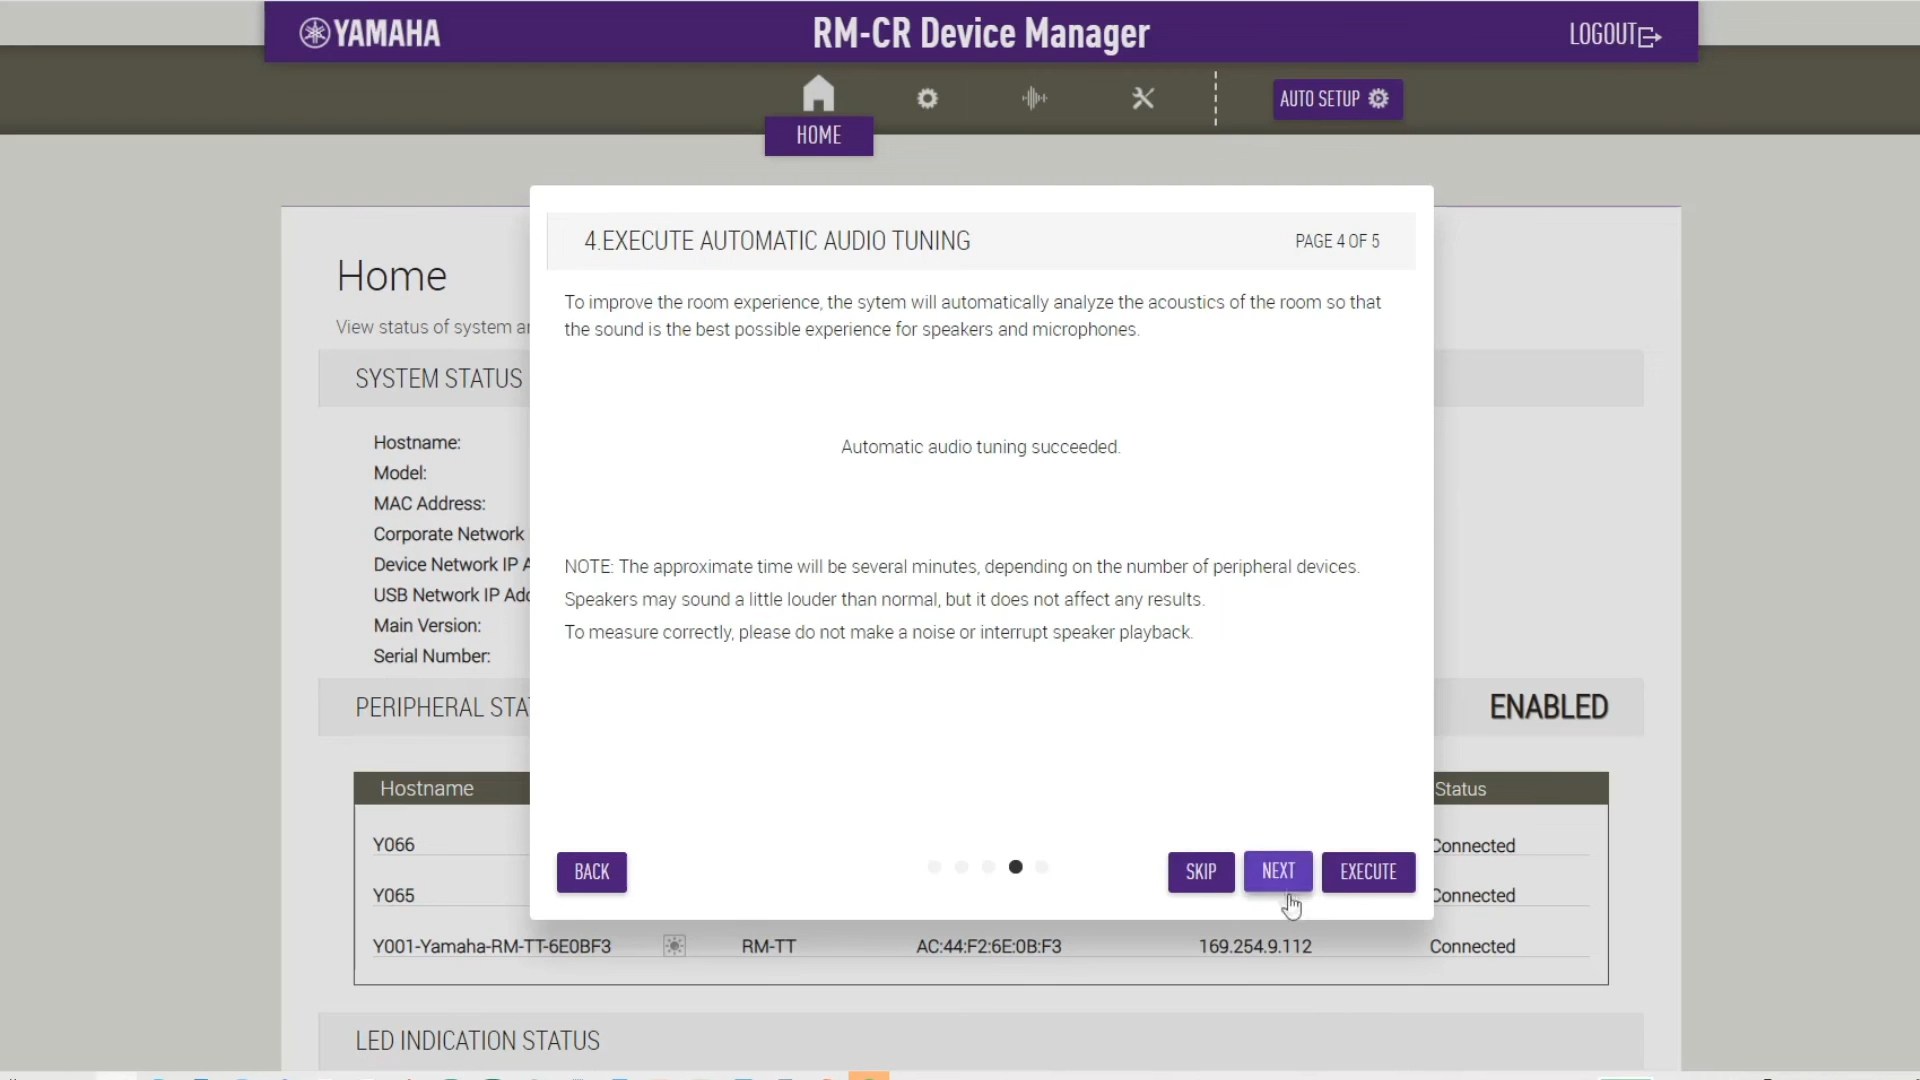 YAMAHA
RM-CR Device Manager
LOGOUT
AUTO SETUP
HOME
4.EXECUTE AUTOMATIC AUDIO TUNING
PAGE 4 OF 5
To improve the room experience, the sytem will automatically analyze the acoustics of the room so that
the sound is the best possible experience for speakers and microphones.
Automatic audio tuning succeeded.
NOTE: The approximate time will be several minutes, depending on the number of peripheral devices.
Speakers may sound a little louder than normal, but it does not affect any results.
To measure correctly, please do not make a noise or interrupt speaker playback.
BACK
SKIP
NEXT
EXECUTE
Home
View status of system
SYSTEM STATUS
Hostname:
Model:
MAC Address:
Corporate Network
Device Network IP
USB Network IP
Main Version:
Serial Number:
PERIPHERAL
ENABLED
Hostname
Status
Y066
Connected
Y065
Connected
Y001-Yamaha-RM-TT-6E0BF3
RM-TT
AC:44:F2:6E:0B:F3
169.254.9.112
Connected
LED INDICATION STATUS